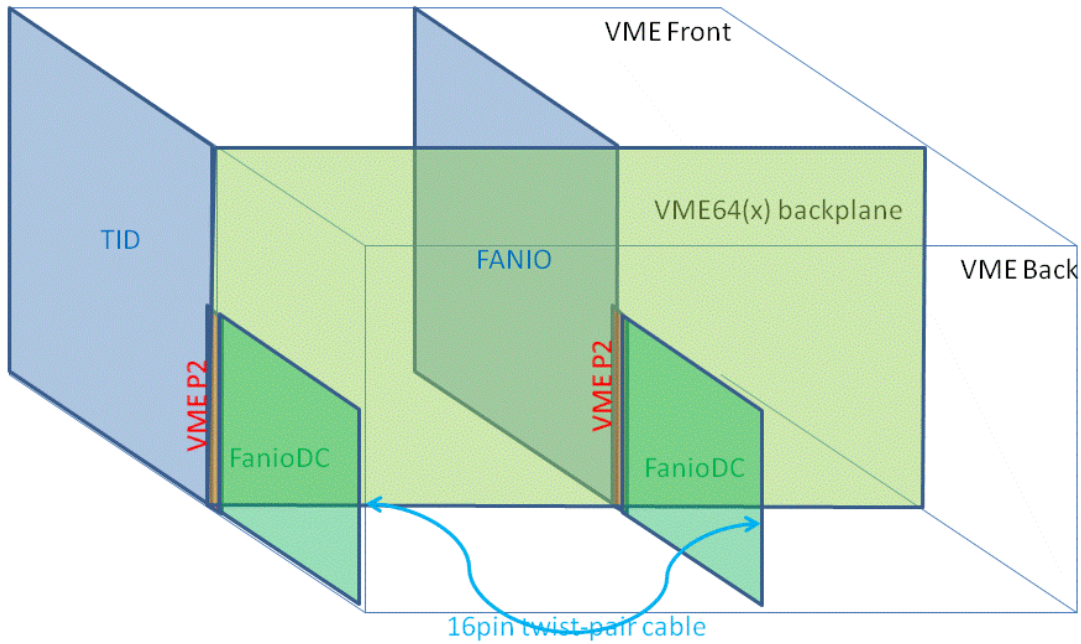 VME Front
VME64(x) backplane
TID
FANIO
VME Back
VME P2
VME P2
FanioDC
FanioDC
16pin twist-pair cable